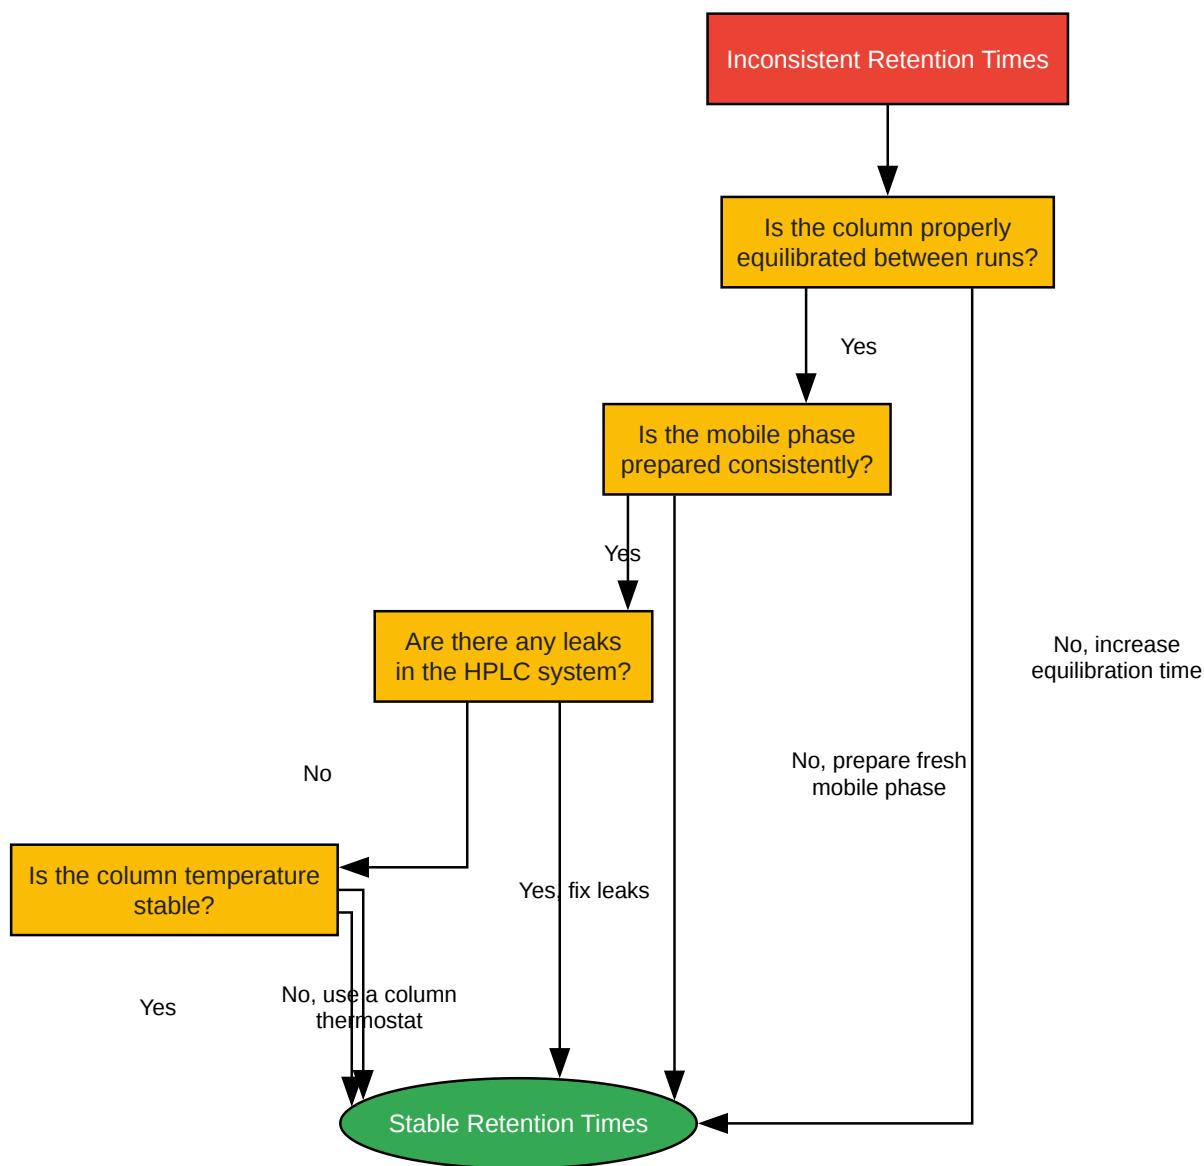 Inconsistent Retention Times
Is the column properly
equilibrated between runs?
Yes
Is the mobile phase
prepared consistently?
Yes
Are there any leaks
in the HPLC system?
No, increase
equilibration time
No
No, prepare fresh
mobile phase
Is the column temperature
stable?
Yes, fix leaks
Yes
No, use a column
thermostat
Stable Retention Times